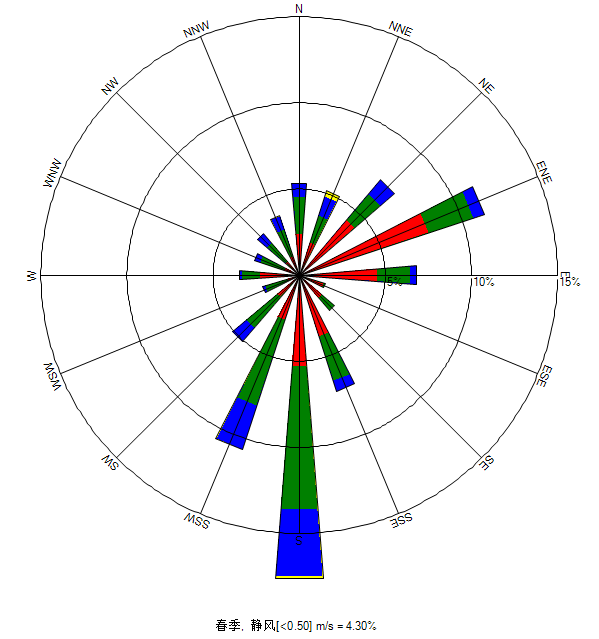 N
NNW
NNE
NW
NE
WNW
ENE
W
5%
10%
E
15%
WSW
ESE
SW
SE
SSW
SSE
S
春季, 静风[<0.50] m/s = 4.30%